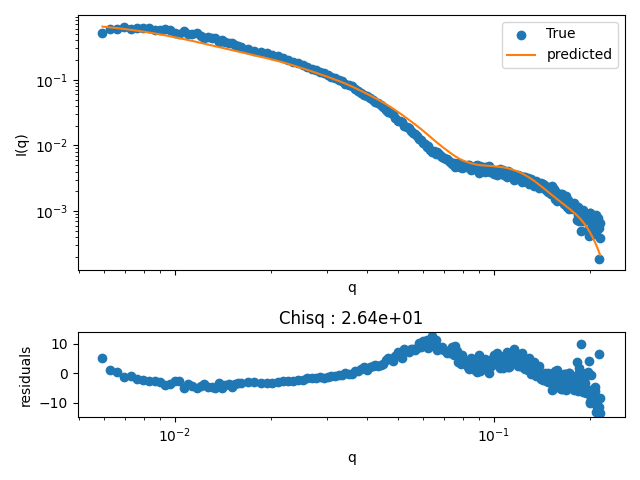 True
predicted
10⁻¹
10⁻²
10⁻³
I(q)
q
Chisq : 2.64e+01
10
0
−10
residuals
10⁻²
10⁻¹
q